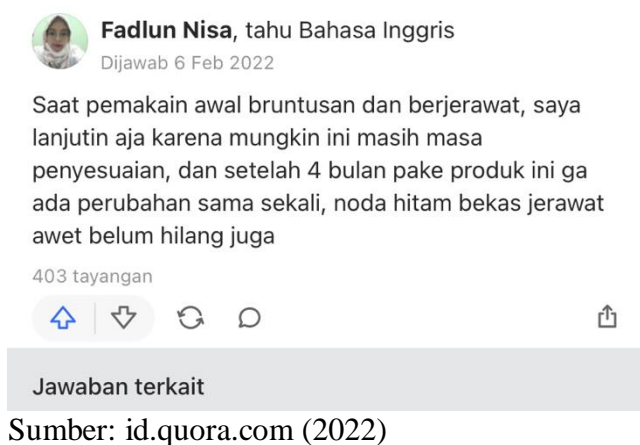 Fadlun Nisa, tahu Bahasa Inggris
Dijawab 6 Feb 2022
Saat pemakain awal bruntusan dan berjerawat, saya
lanjutin aja karena mungkin ini masih masa
penyesuaian, dan setelah 4 bulan pake produk ini ga
ada perubahan sama sekali, noda hitam bekas jerawat
awet belum hilang juga
403 tayangan
Jawaban terkait
Sumber: id.quora.com (2022)